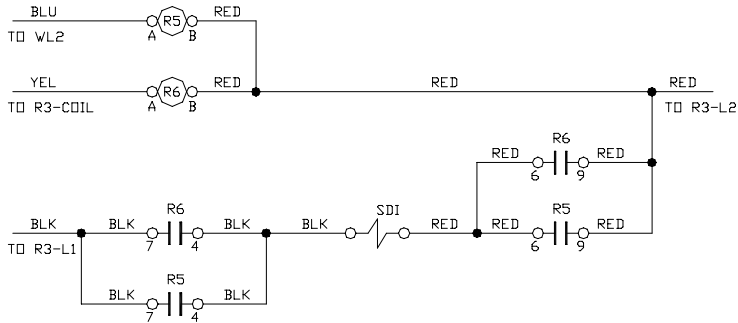 BLU R5 RED
TO WL2 A B
YEL R6 RED RED RED
TO R3-COIL A B TO R3-L2
R6
RED RED
6 9
BLK BLK R6 BLK BLK SDI RED RED R5 RED
TO R3-L1 7 4 6 9
R5
BLK BLK
7 4